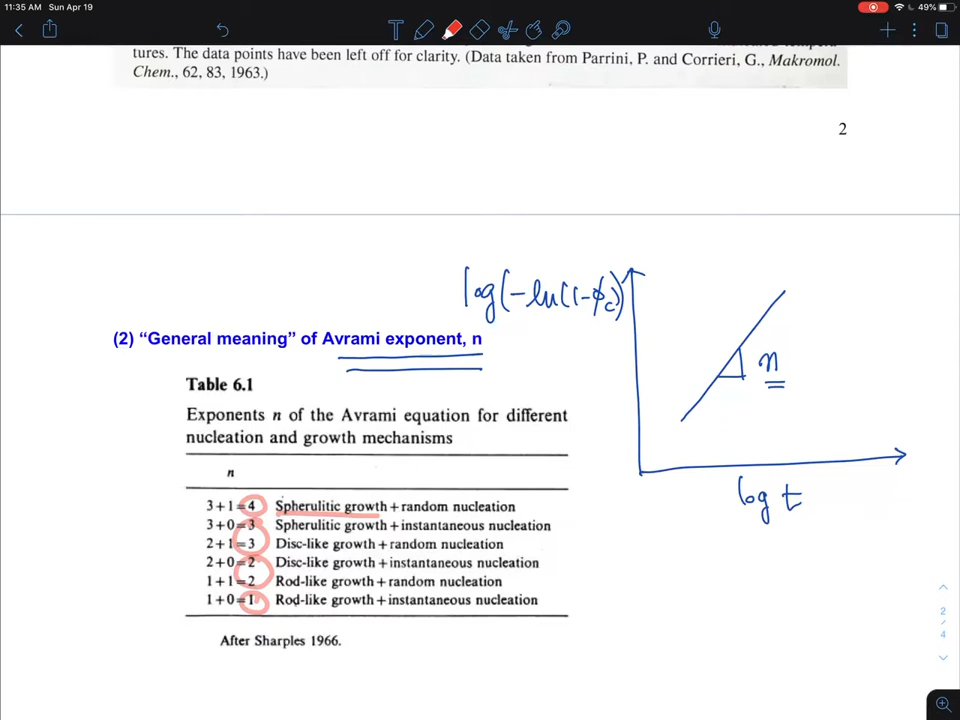 11:35 AM Sun Apr 19
49%
T
tures. The data points have been left off for clarity. (Data taken from Parrini, P. and Corrieri, G., Makromol.
Chem., 62, 83, 1963.)
2
log(-ln(1-ϕc)
(2) “General meaning” of Avrami exponent, n
n
Table 6.1
Exponents n of the Avrami equation for different
nucleation and growth mechanisms
n
3+1=4 Spherulitic growth+random nucleation
3+0=3 Spherulitic growth+instantaneous nucleation
2+1=3 Disc-like growth+random nucleation
2+0=2 Disc-like growth+instantaneous nucleation
1+1=2 Rod-like growth+random nucleation
1+0=1 Rod-like growth+instantaneous nucleation
log t
After Sharples 1966.
2
/
4